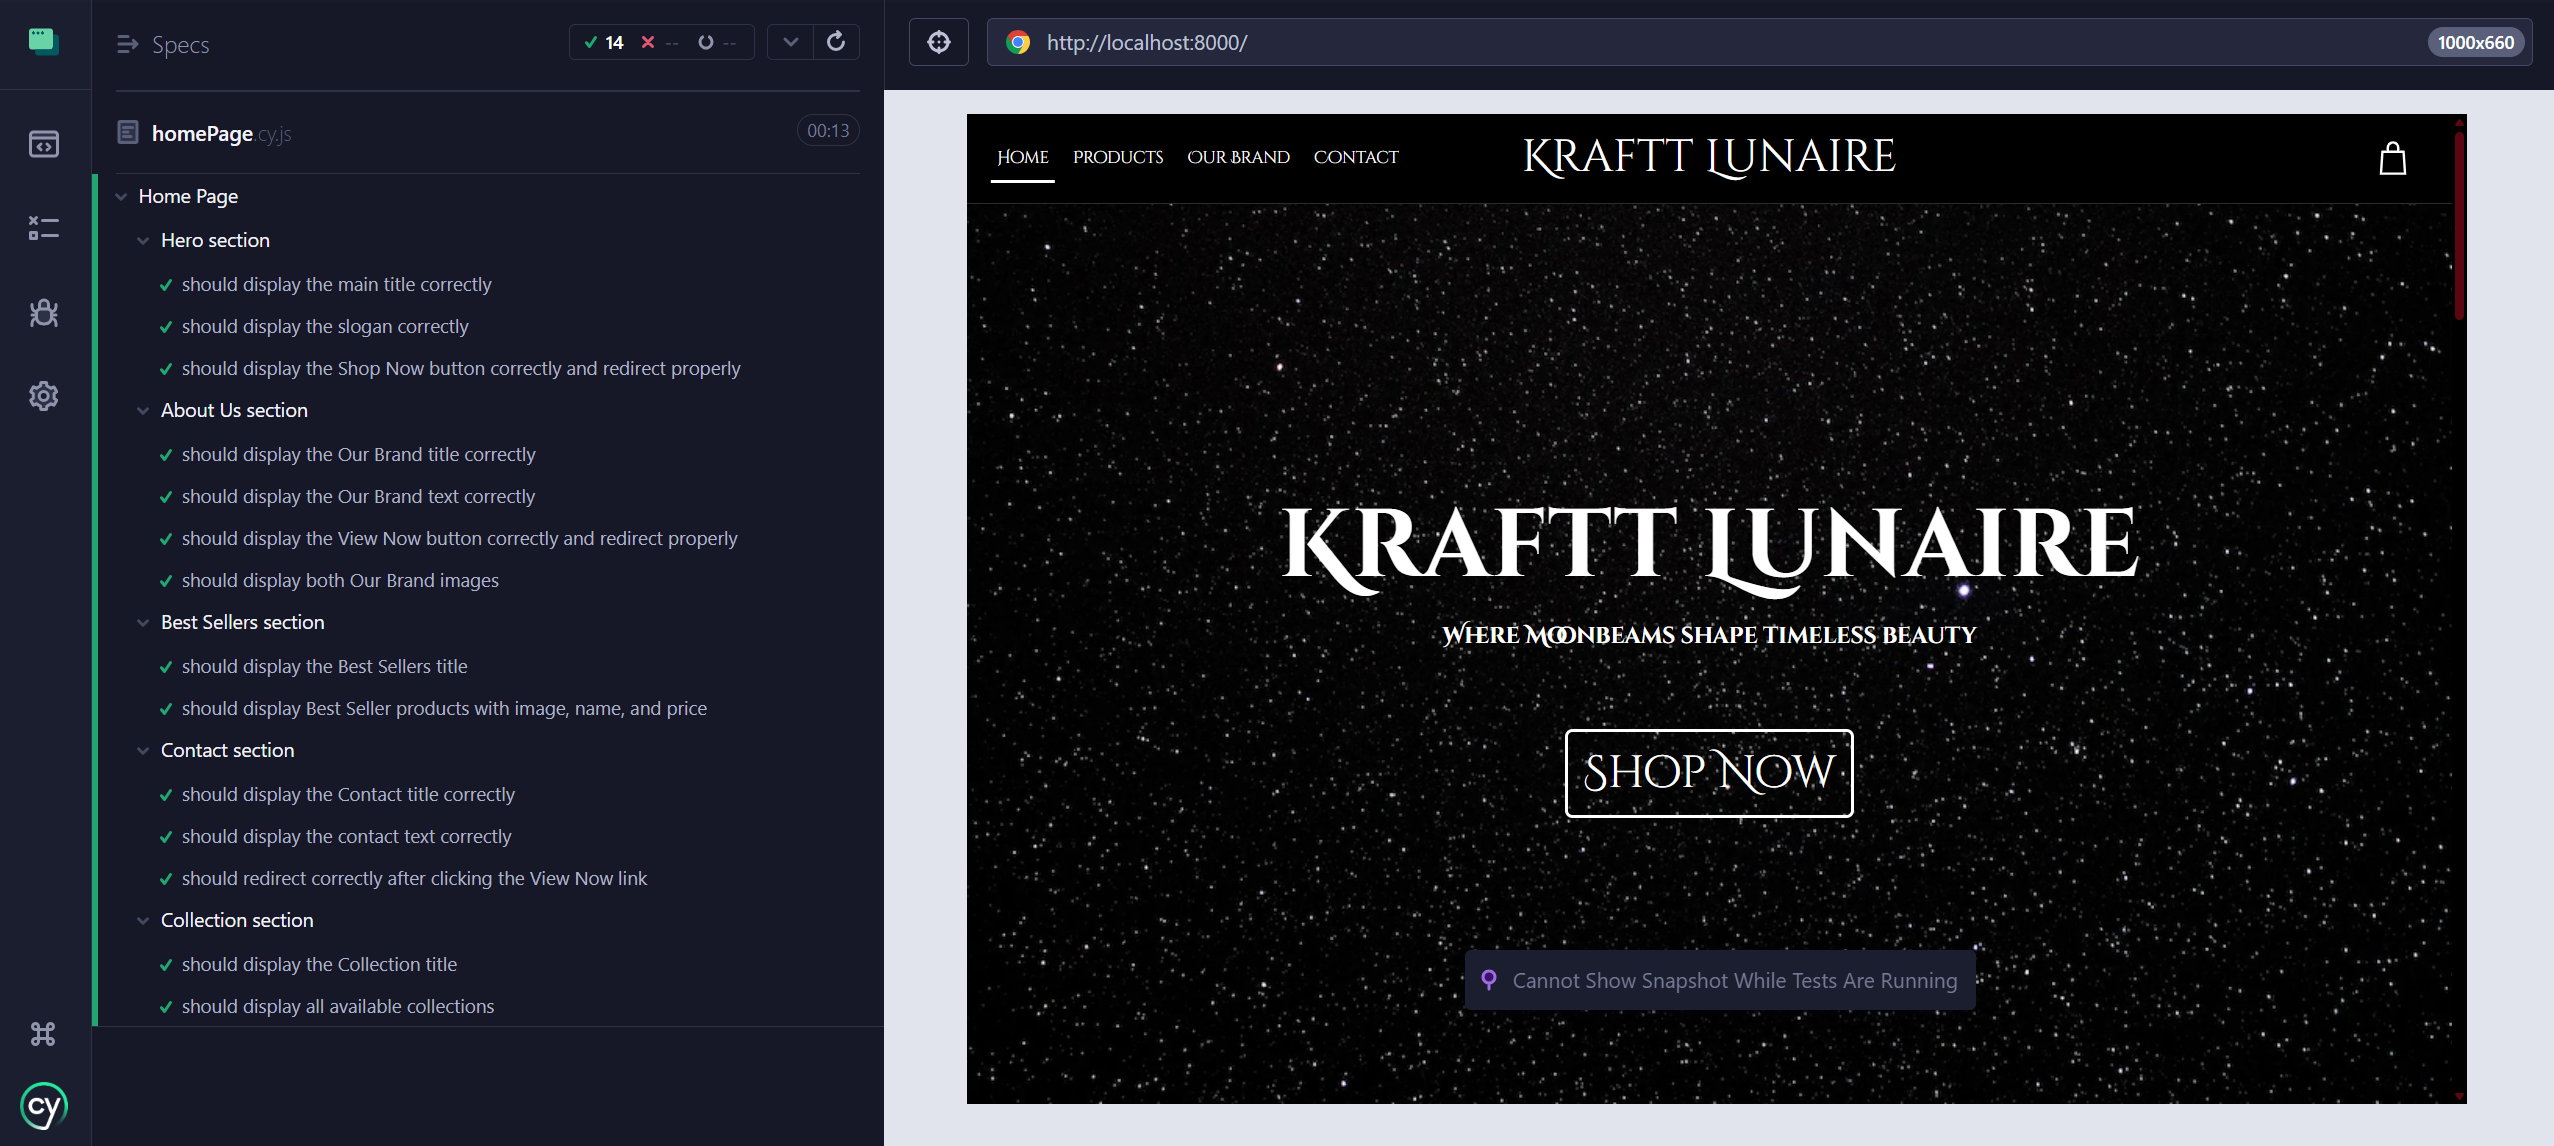 Specs
14 -- --
http://localhost:8000/
1000x660
homePage.cy.js
00:13
Home Page
Hero section
should display the main title correctly
should display the slogan correctly
should display the Shop Now button correctly and redirect properly
About Us section
should display the Our Brand title correctly
should display the Our Brand text correctly
should display the View Now button correctly and redirect properly
should display both Our Brand images
Best Sellers section
should display the Best Sellers title
should display Best Seller products with image, name, and price
Contact section
should display the Contact title correctly
should display the contact text correctly
should redirect correctly after clicking the View Now link
Collection section
should display the Collection title
should display all available collections
cy
Home Products Our Brand Contact
Kraftt Lunaire
Kraftt Lunaire
Where Moonbeams shape timeless beauty
Shop Now
Cannot Show Snapshot While Tests Are Running